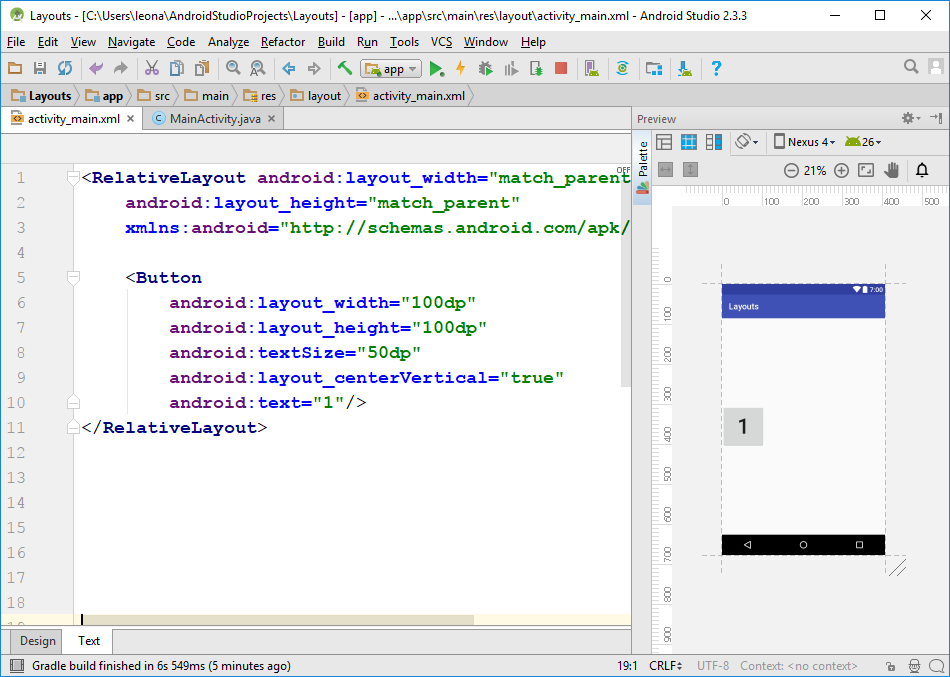 Layouts - [C:\Users\leona\AndroidStudioProjects\Layouts] - [app] - ...\app\src\main\res\layout\activity_main.xml - Android Studio 2.3.3
File Edit View Navigate Code Analyze Refactor Build Run Tools VCS Window Help
app
Layouts app src main res layout activity_main.xml
activity_main.xml MainActivity.java
Preview
Palette
Nexus 4 26
21%
OFF
1 <RelativeLayout android:layout_width="match_parent
2 android:layout_height="match_parent"
3 xmlns:android="http://schemas.android.com/apk/
4
5 <Button
6 android:layout_width="100dp"
7 android:layout_height="100dp"
8 android:textSize="50dp"
9 android:layout_centerVertical="true"
10 android:text="1"/>
11 </RelativeLayout>
12
13
14
15
16
17
18
0 100 200 300 400 500
0
100
200
300
400
500
600
700
800
900
7:00
Layouts
1
Design Text
Gradle build finished in 6s 549ms (5 minutes ago) 19:1 CRLF UTF-8 Context: <no context>